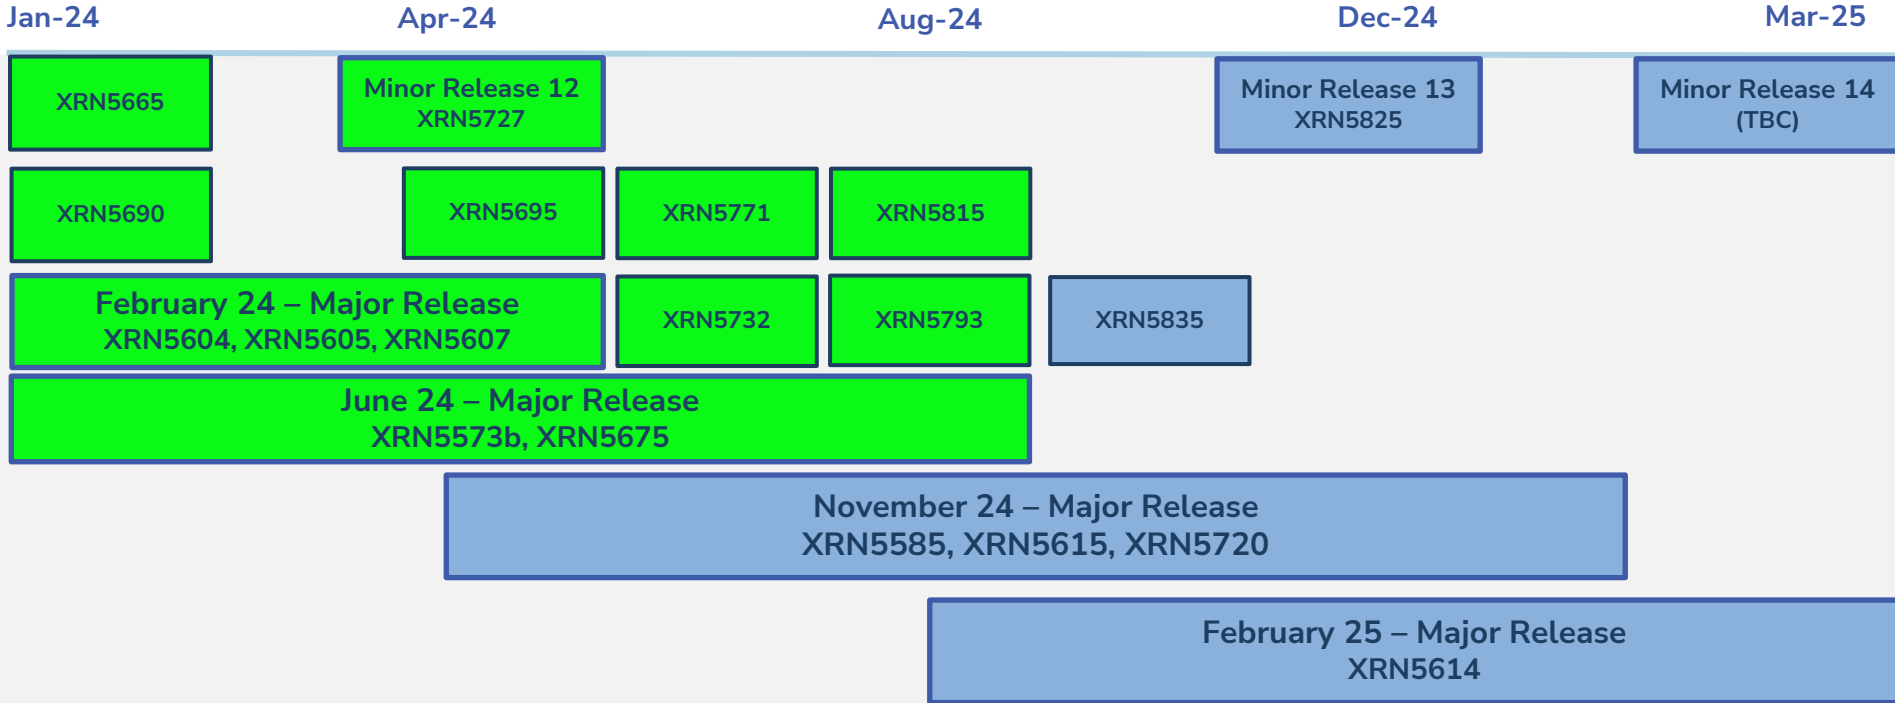 Jan-24
Apr-24
Aug-24
Dec-24
Mar-25
XRN5665
Minor Release 12
XRN5727
Minor Release 13
XRN5825
Minor Release 14
(TBC)
XRN5690
XRN5695
XRN5771
XRN5815
February 24 – Major Release
XRN5604, XRN5605, XRN5607
XRN5732
XRN5793
XRN5835
June 24 – Major Release
XRN5573b, XRN5675
November 24 – Major Release
XRN5585, XRN5615, XRN5720
February 25 – Major Release
XRN5614